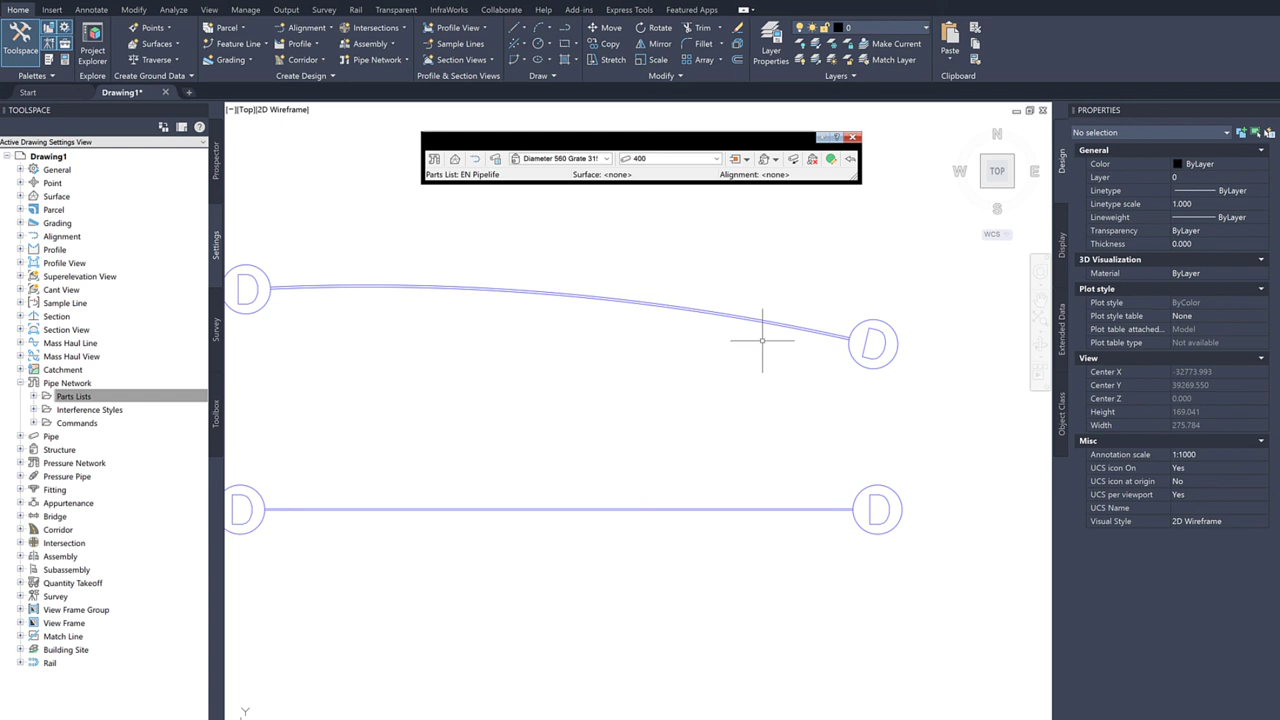 Home Insert Annotate Modify Analyze View Manage Output Survey Rail Transparent InfraWorks Collaborate Help Add-ins Express Tools Featured Apps
Toolspace
Palettes
Project Explorer
Explore
Points
Surfaces
Traverse
Create Ground Data
Parcel
Feature Line
Grading
Alignment
Profile
Corridor
Intersections
Assembly
Pipe Network
Create Design
Profile View
Sample Lines
Section Views
Profile & Section Views
Draw
Move
Copy
Stretch
Rotate
Mirror
Scale
Trim
Fillet
Array
Modify
Layer Properties
0
Make Current
Match Layer
Layers
Paste
Clipboard
Start
Drawing1*
TOOLSPACE
Active Drawing Settings View
Drawing1
General
Point
Surface
Parcel
Grading
Alignment
Profile
Profile View
Superelevation View
Cant View
Sample Line
Section
Section View
Mass Haul Line
Mass Haul View
Catchment
Pipe Network
Parts Lists
Interference Styles
Commands
Pipe
Structure
Pressure Network
Pressure Pipe
Fitting
Appurtenance
Bridge
Corridor
Intersection
Assembly
Subassembly
Quantity Takeoff
Survey
View Frame Group
View Frame
Match Line
Building Site
Rail
Prospector
Settings
Survey
Toolbox
[−][Top][2D Wireframe]
Diameter 560 Grate 31!
400
Parts List: EN Pipelife
Surface: <none>
Alignment: <none>
N
W
TOP
E
S
WCS
D
D
D
D
Y
PROPERTIES
No selection
General
Color ByLayer
Layer 0
Linetype ByLayer
Linetype scale 1.000
Lineweight ByLayer
Transparency ByLayer
Thickness 0.000
3D Visualization
Material ByLayer
Plot style
Plot style ByColor
Plot style table None
Plot table attached... Model
Plot table type Not available
View
Center X -32773.993
Center Y 39269.550
Center Z 0.000
Height 169.041
Width 275.784
Misc
Annotation scale 1:1000
UCS icon On Yes
UCS icon at origin No
UCS per viewport Yes
UCS Name
Visual Style 2D Wireframe
Design
Display
Extended Data
Object Class